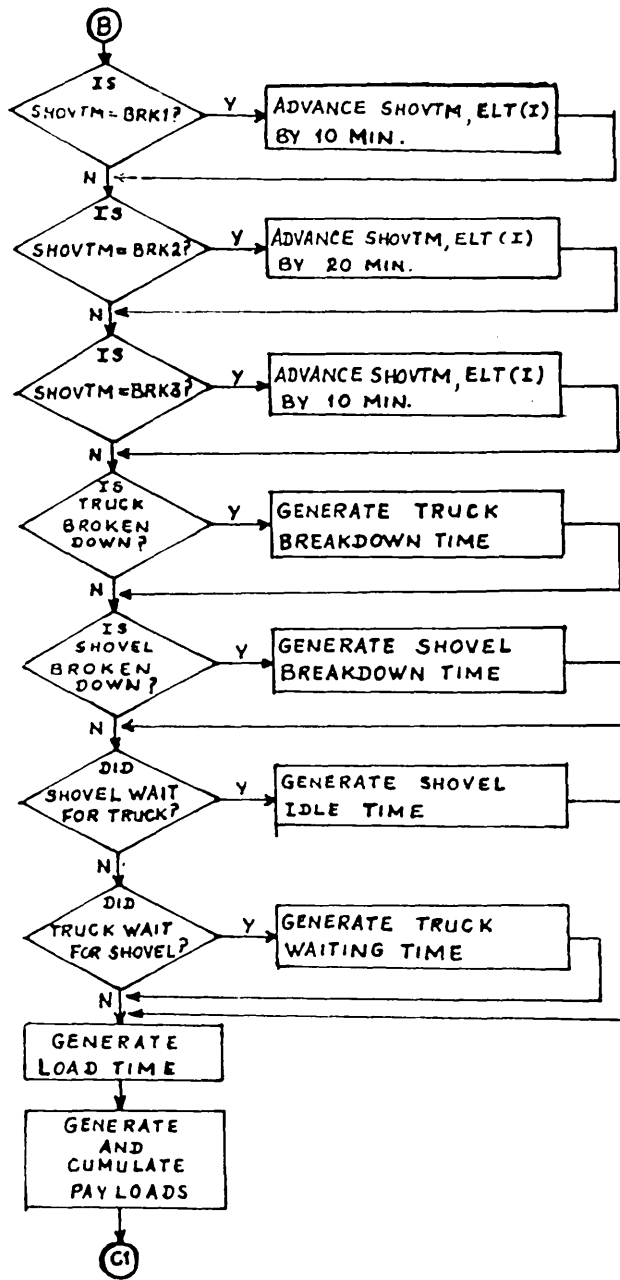 B
IS
SHOVTM=BRK1?
Y
ADVANCE SHOVTM, ELT(I)
BY 10 MIN.
N
IS
SHOVTM=BRK2?
Y
ADVANCE SHOVTM, ELT(I)
BY 20 MIN.
N
IS
SHOVTM=BRK3?
Y
ADVANCE SHOVTM, ELT(I)
BY 10 MIN.
N
IS
TRUCK
BROKEN
DOWN?
Y
GENERATE TRUCK
BREAKDOWN TIME
N
IS
SHOVEL
BROKEN
DOWN?
Y
GENERATE SHOVEL
BREAKDOWN TIME
N
DID
SHOVEL WAIT
FOR TRUCK?
Y
GENERATE SHOVEL
IDLE TIME
N
DID
TRUCK WAIT
FOR SHOVEL?
Y
GENERATE TRUCK
WAITING TIME
N
GENERATE
LOAD TIME
GENERATE
AND
CUMULATE
PAYLOADS
C1